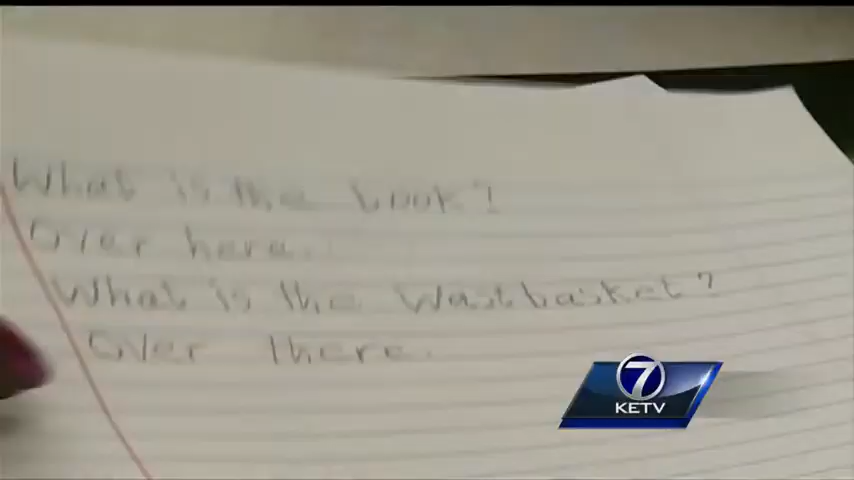 What is the book?
Over here.
What is the Wastbasket?
Over there.
7
KETV